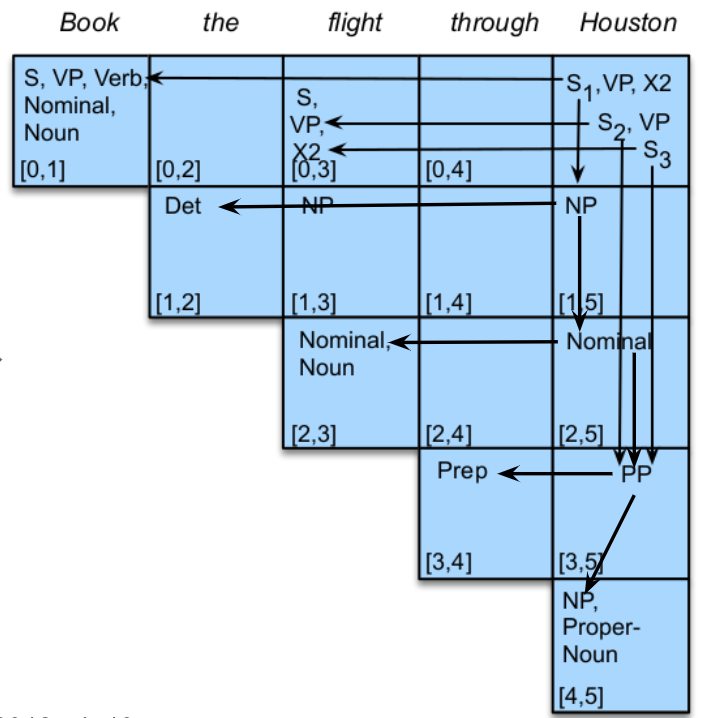 Book the flight through Houston
S, VP, Verb,
Nominal,
Noun
[0,1]
[0,2]
S,
VP,
X2
[0,3]
[0,4]
S1, VP, X2
S2, VP
S3
Det
[1,2]
NP
[1,3]
[1,4]
NP
[1,5]
Nominal,
Noun
[2,3]
[2,4]
Nominal
[2,5]
Prep
[3,4]
PP
[3,5]
NP,
Proper-
Noun
[4,5]